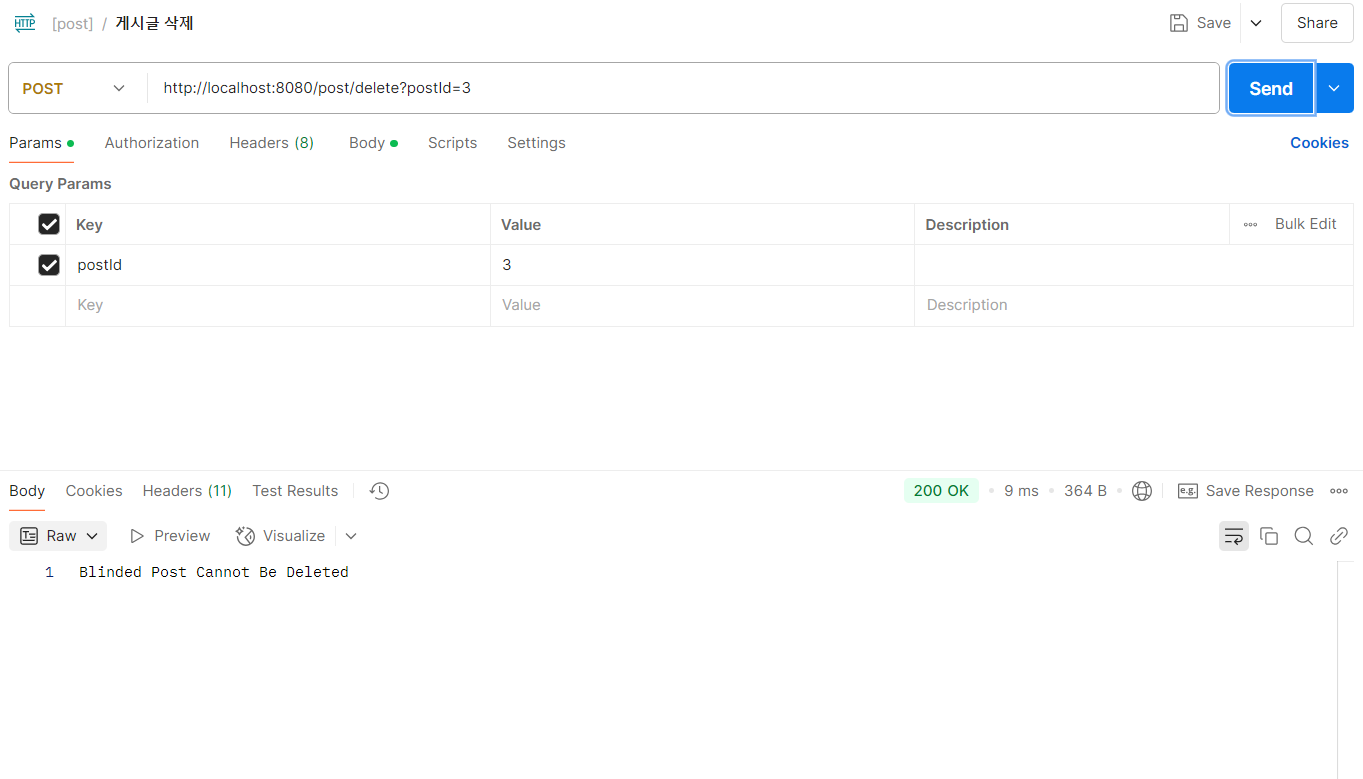 HTTP [post] / 게시글 삭제 Save Share
POST http://localhost:8080/post/delete?postId=3 Send
Params Authorization Headers (8) Body Scripts Settings Cookies
Query Params
Key Value Description Bulk Edit
postId 3
Key Value Description
Body Cookies Headers (11) Test Results 200 OK 9 ms 364 B e.g. Save Response
Raw Preview Visualize
1 Blinded Post Cannot Be Deleted